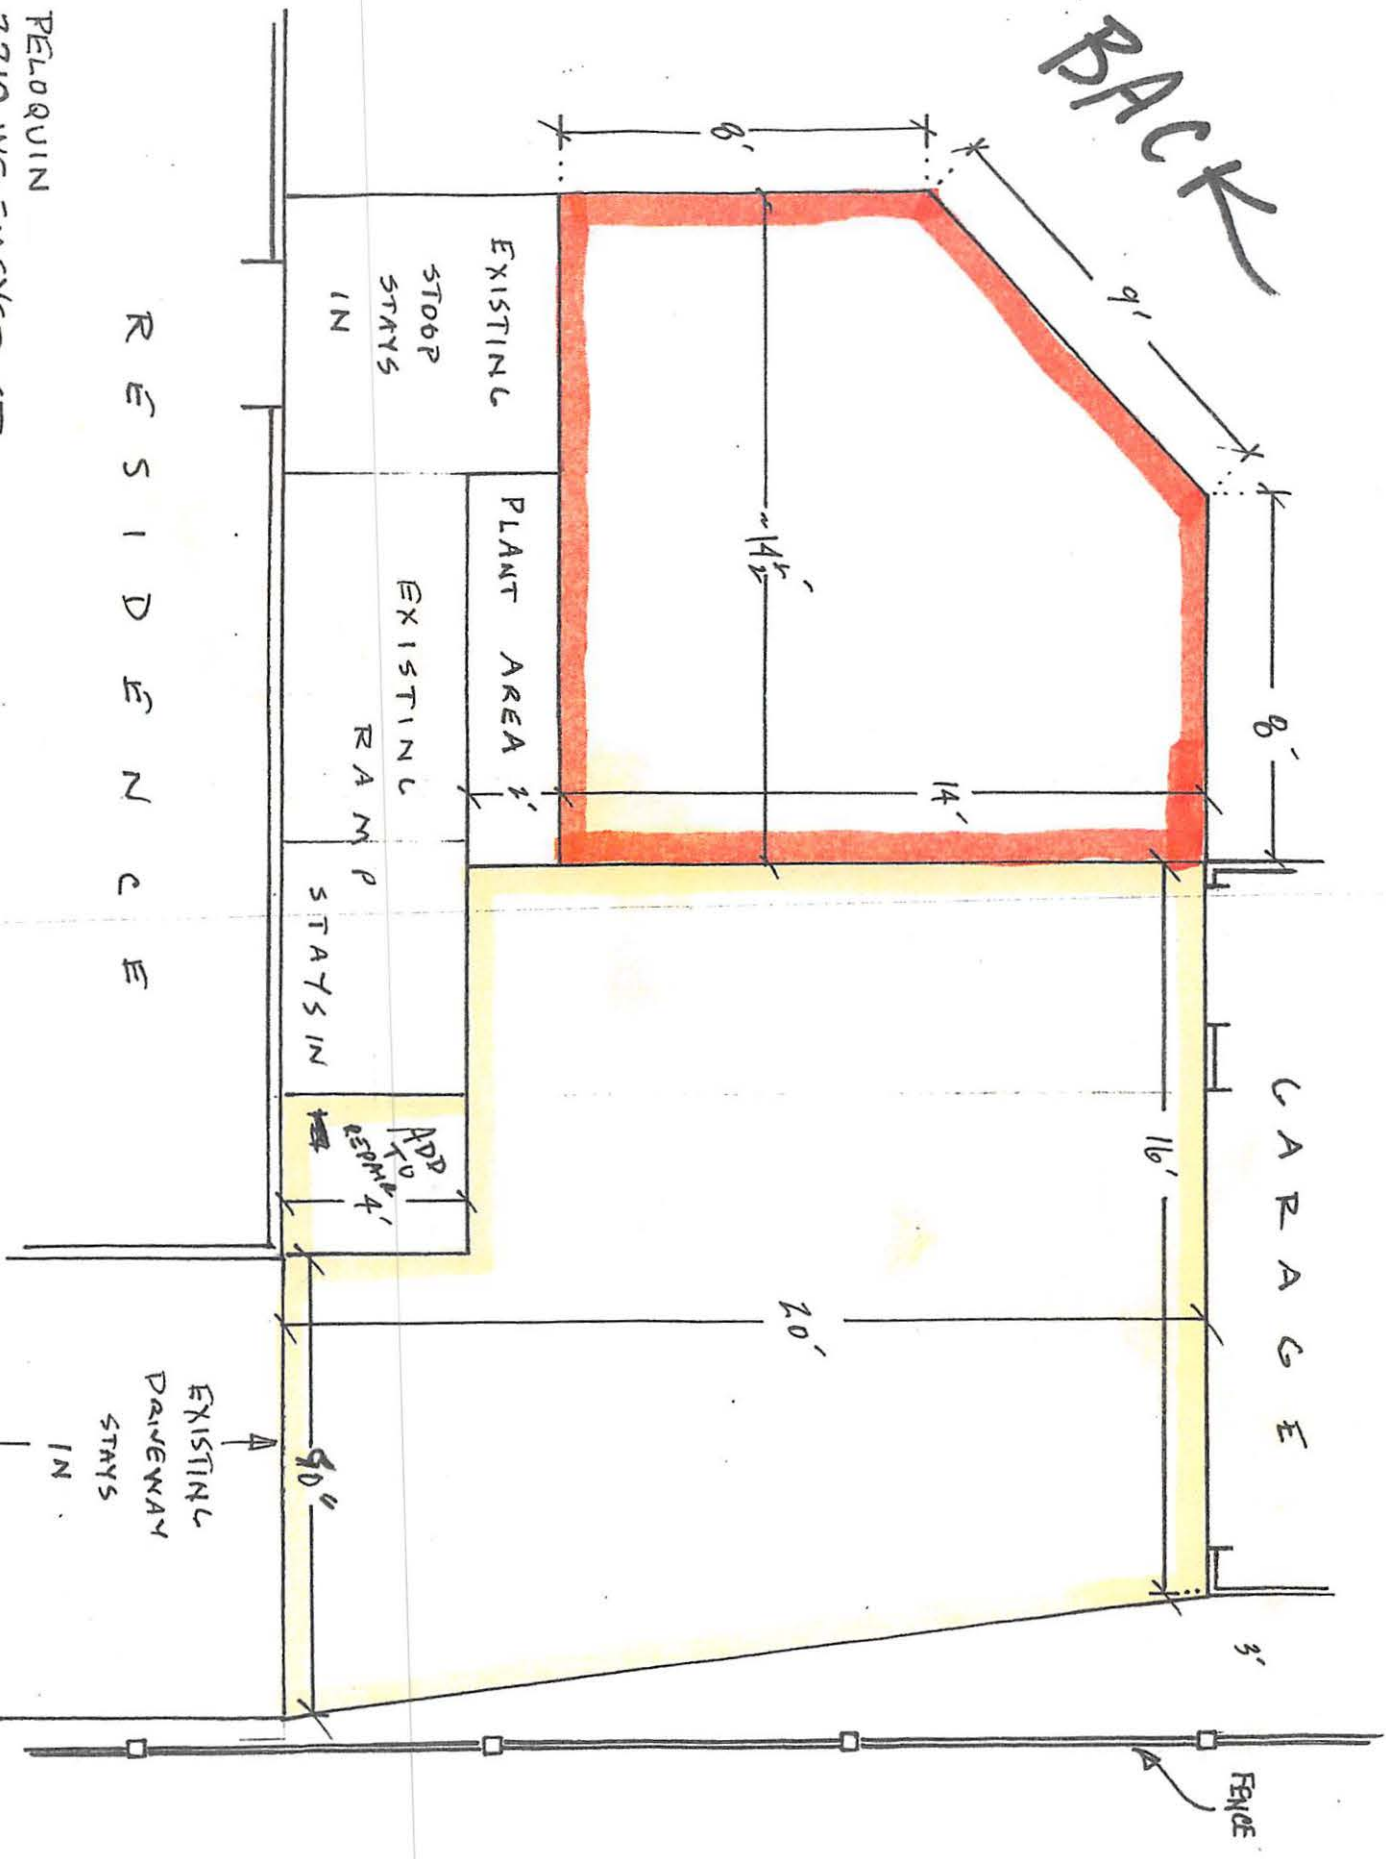 BACK
8'
9'
8'
~14½'
14'
2'
EXISTING
STOOP
STAYS
IN
PLANT AREA
EXISTING
RAMP
STAYS IN
ADD
TO
REPAIR
4'
RESIDENCE
GARAGE
16'
20'
90"
3'
EXISTING
DRIVEWAY
STAYS
IN
FENCE
PELOQUIN